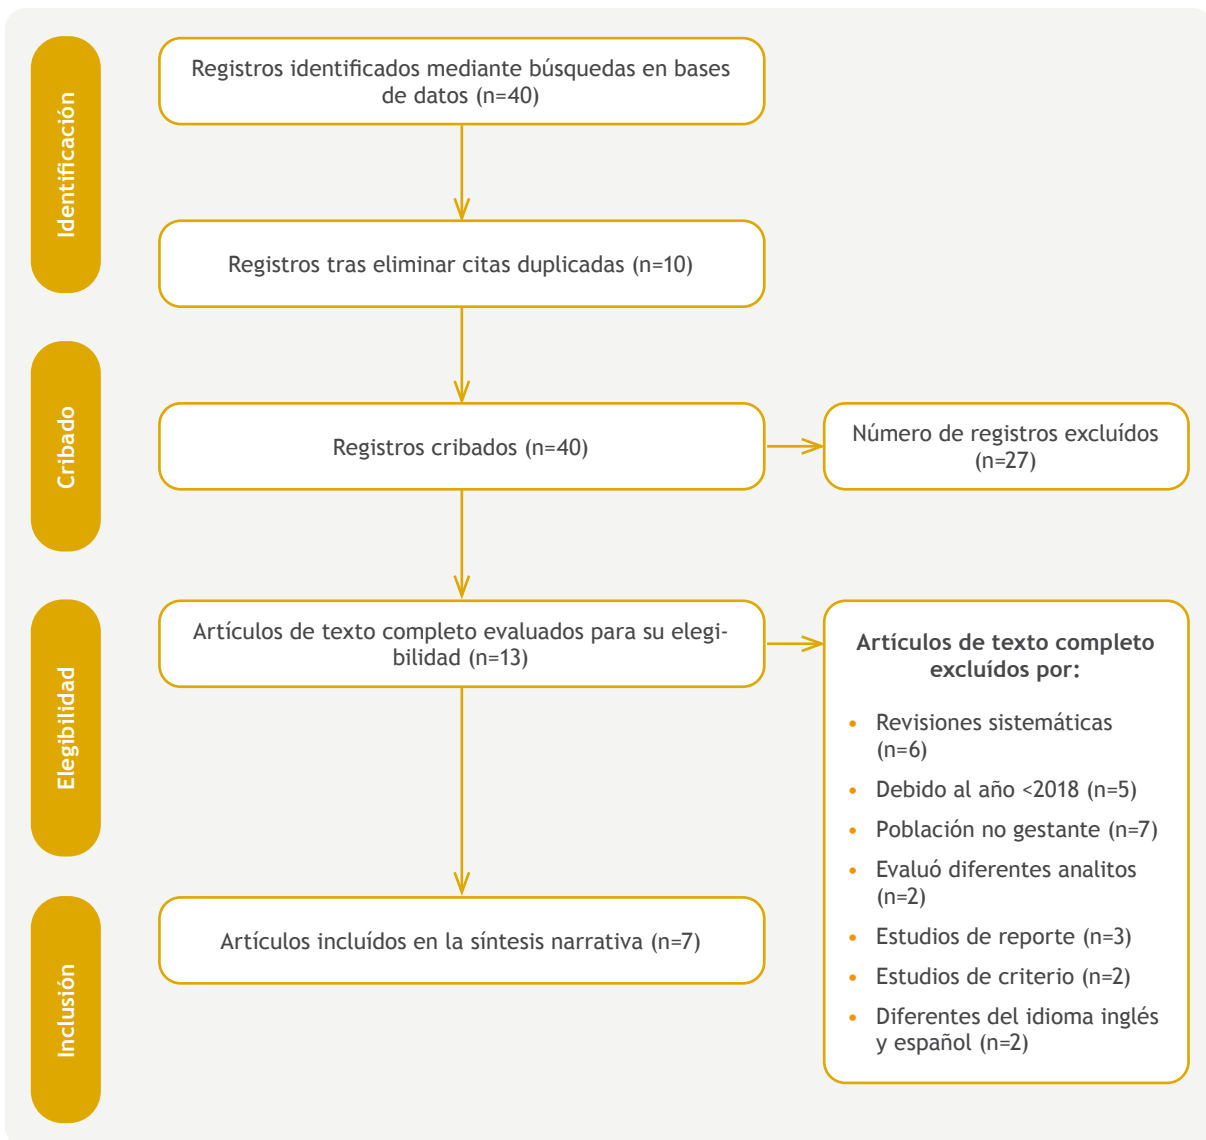 Identificación
Registros identificados mediante búsquedas en bases
de datos (n=40)
Registros tras eliminar citas duplicadas (n=10)
Cribado
Registros cribados (n=40)
Número de registros excluídos
(n=27)
Elegibilidad
Artículos de texto completo evaluados para su elegi-
bilidad (n=13)
Artículos de texto completo
excluídos por:
• Revisiones sistemáticas
(n=6)
• Debido al año <2018 (n=5)
• Población no gestante (n=7)
• Evaluó diferentes analitos
(n=2)
• Estudios de reporte (n=3)
• Estudios de criterio (n=2)
• Diferentes del idioma inglés
y español (n=2)
Inclusión
Artículos incluídos en la síntesis narrativa (n=7)